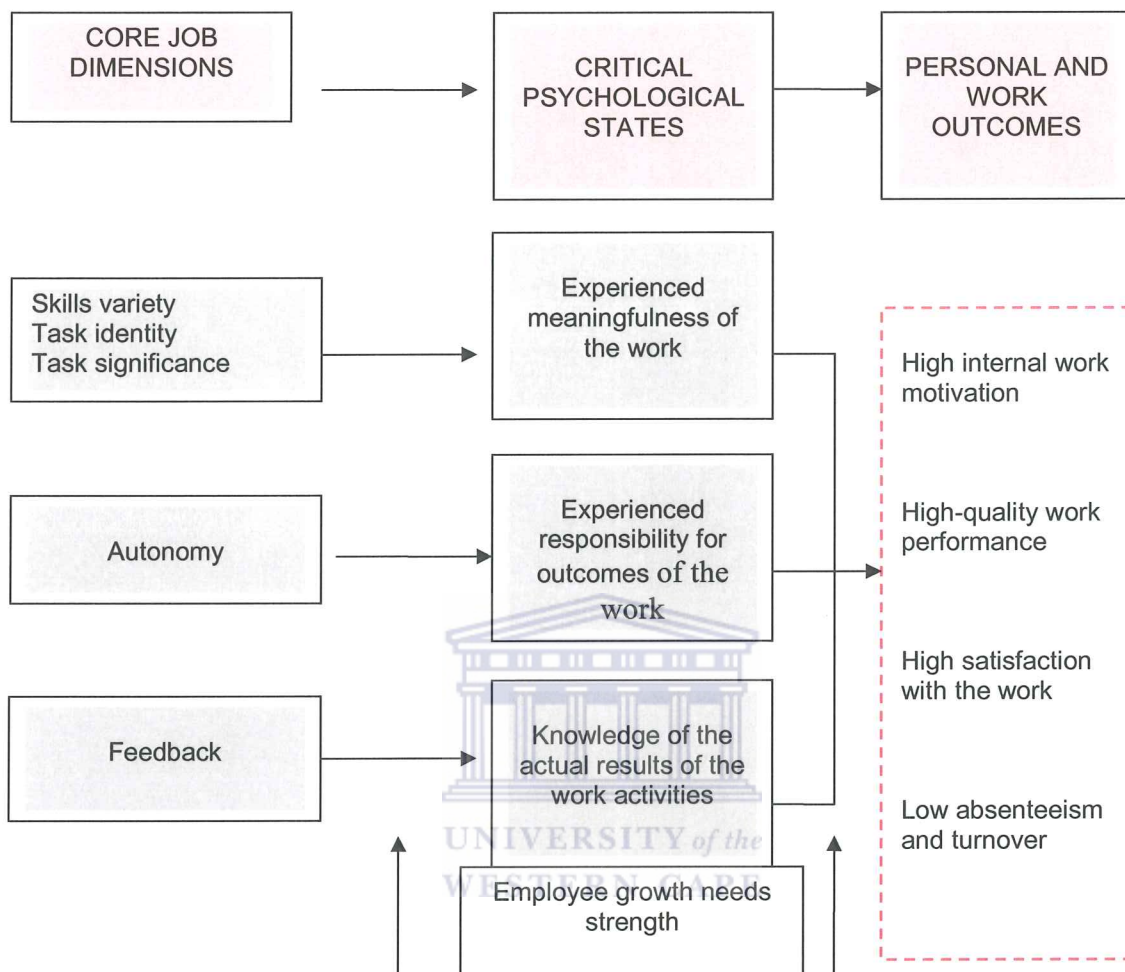 CORE JOB
DIMENSIONS
CRITICAL
PSYCHOLOGICAL
STATES
PERSONAL AND
WORK
OUTCOMES
Skills variety
Task identity
Task significance
Experienced
meaningfulness of
the work
Autonomy
Experienced
responsibility for
outcomes of the
work
Feedback
Knowledge of the
actual results of the
work activities
High internal work
motivation
High-quality work
performance
High satisfaction
with the work
Low absenteeism
and turnover
UNIVERSITY of the
WESTERN CAPE
Employee growth needs
strength